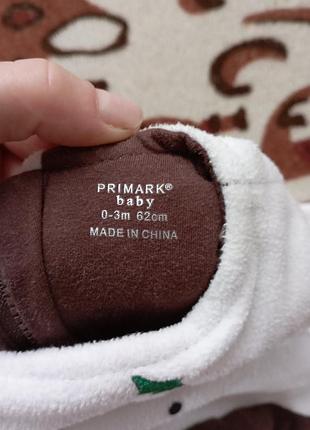 PRIMARK®
baby
0-3m 62cm
MADE IN CHINA